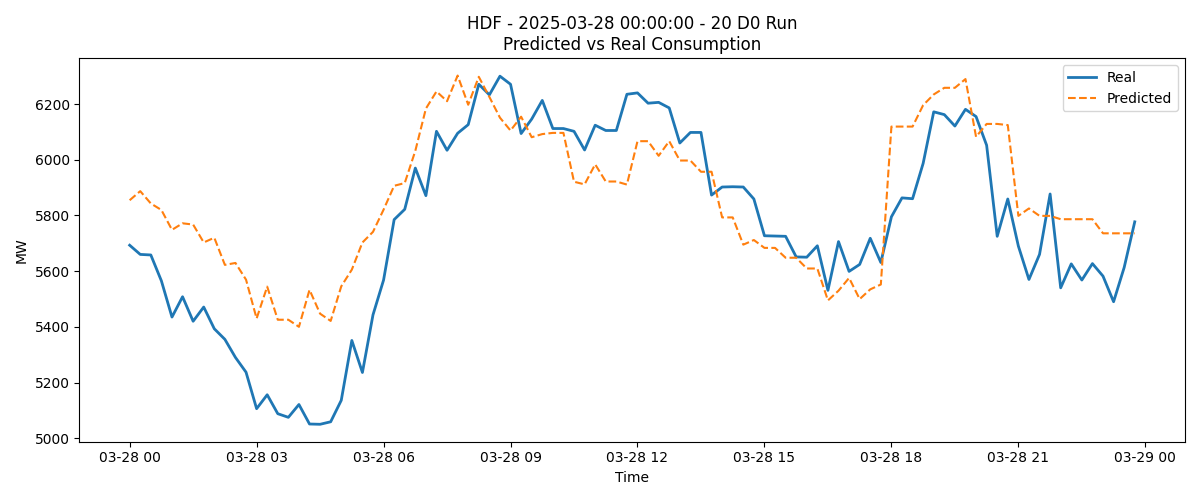 HDF - 2025-03-28 00:00:00 - 20 D0 Run
Predicted vs Real Consumption
Real
Predicted
MW
6200
6000
5800
5600
5400
5200
5000
03-28 00
03-28 03
03-28 06
03-28 09
03-28 12
03-28 15
03-28 18
03-28 21
03-29 00
Time